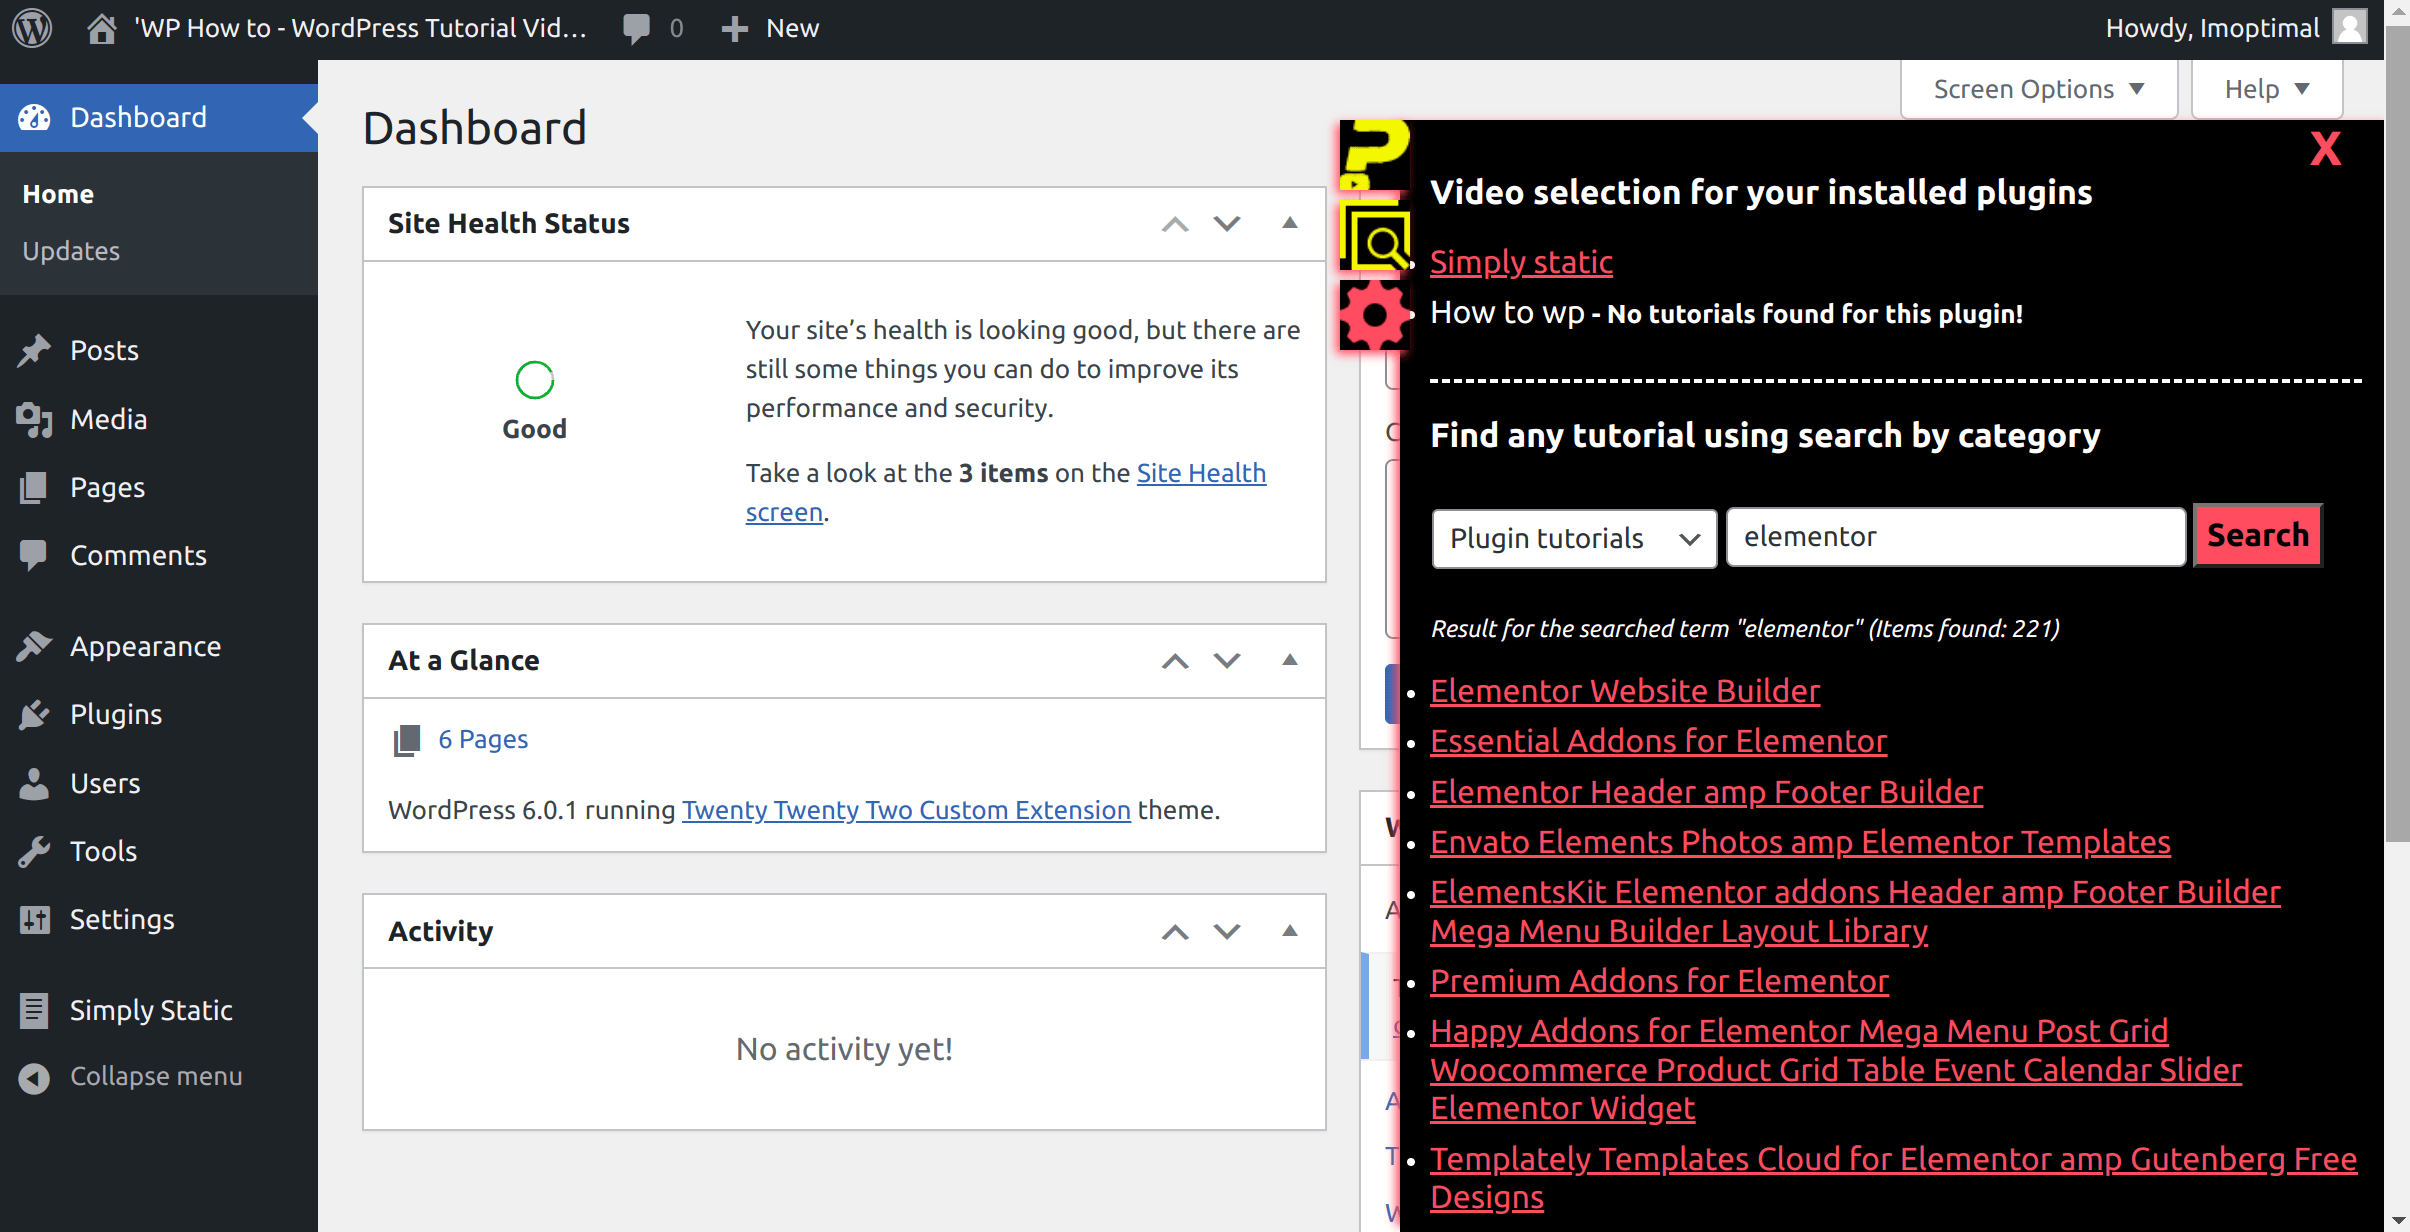 'WP How to - WordPress Tutorial Vid...
0
New
Howdy, Imoptimal
Dashboard
Home
Updates
Posts
Media
Pages
Comments
Appearance
Plugins
Users
Tools
Settings
Simply Static
Collapse menu
Screen Options
Help
Dashboard
Site Health Status
Good
Your site’s health is looking good, but there are
still some things you can do to improve its
performance and security.
Take a look at the 3 items on the Site Health
screen.
At a Glance
6 Pages
WordPress 6.0.1 running Twenty Twenty Two Custom Extension theme.
Activity
No activity yet!
X
Video selection for your installed plugins
Simply static
How to wp - No tutorials found for this plugin!
Find any tutorial using search by category
Plugin tutorials
elementor
Search
Result for the searched term "elementor" (Items found: 221)
Elementor Website Builder
Essential Addons for Elementor
Elementor Header amp Footer Builder
Envato Elements Photos amp Elementor Templates
ElementsKit Elementor addons Header amp Footer Builder
Mega Menu Builder Layout Library
Premium Addons for Elementor
Happy Addons for Elementor Mega Menu Post Grid
Woocommerce Product Grid Table Event Calendar Slider
Elementor Widget
Templately Templates Cloud for Elementor amp Gutenberg Free
Designs